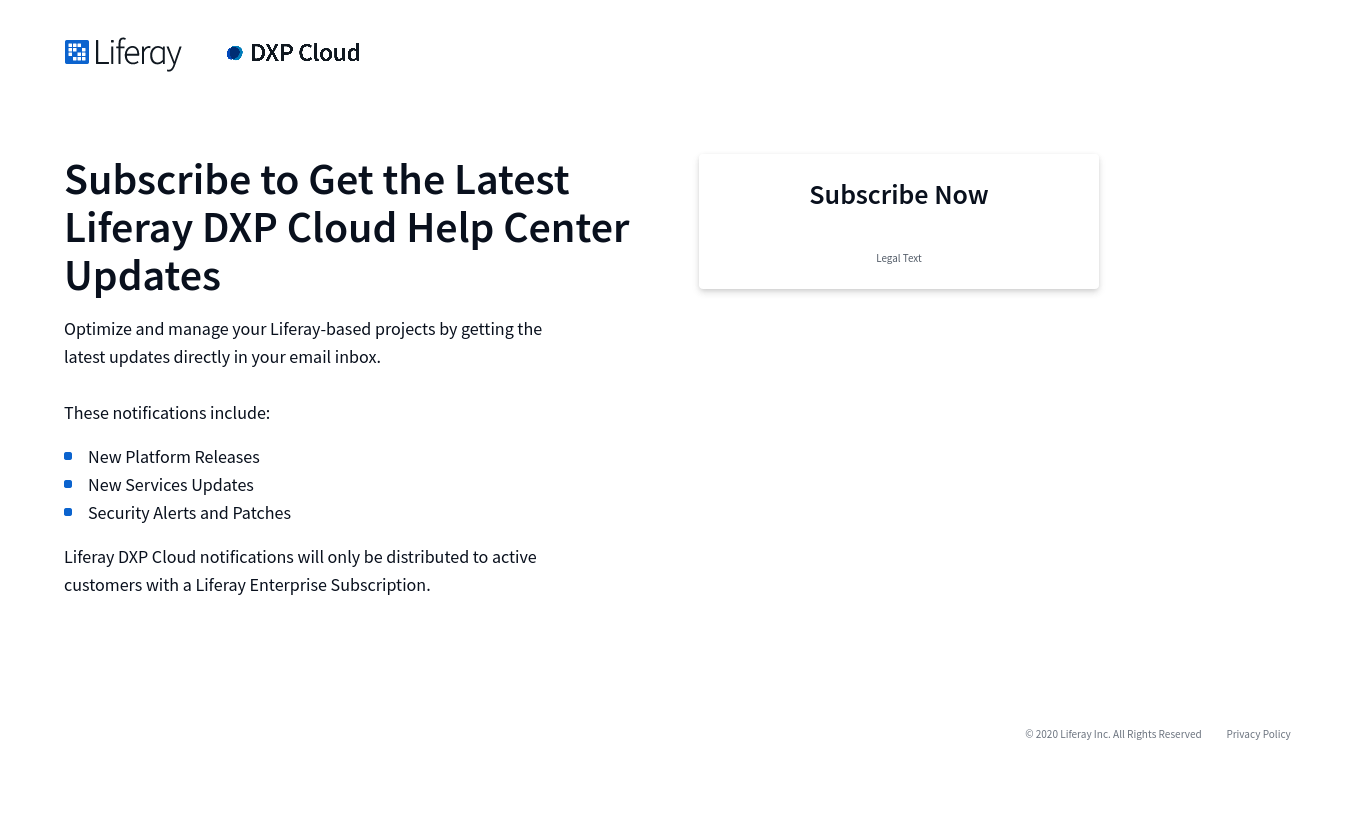 Liferay
DXP Cloud
Subscribe to Get the Latest
Liferay DXP Cloud Help Center
Updates
Optimize and manage your Liferay-based projects by getting the
latest updates directly in your email inbox.
These notifications include:
New Platform Releases
New Services Updates
Security Alerts and Patches
Liferay DXP Cloud notifications will only be distributed to active
customers with a Liferay Enterprise Subscription.
Subscribe Now
Legal Text
© 2020 Liferay Inc. All Rights Reserved
Privacy Policy